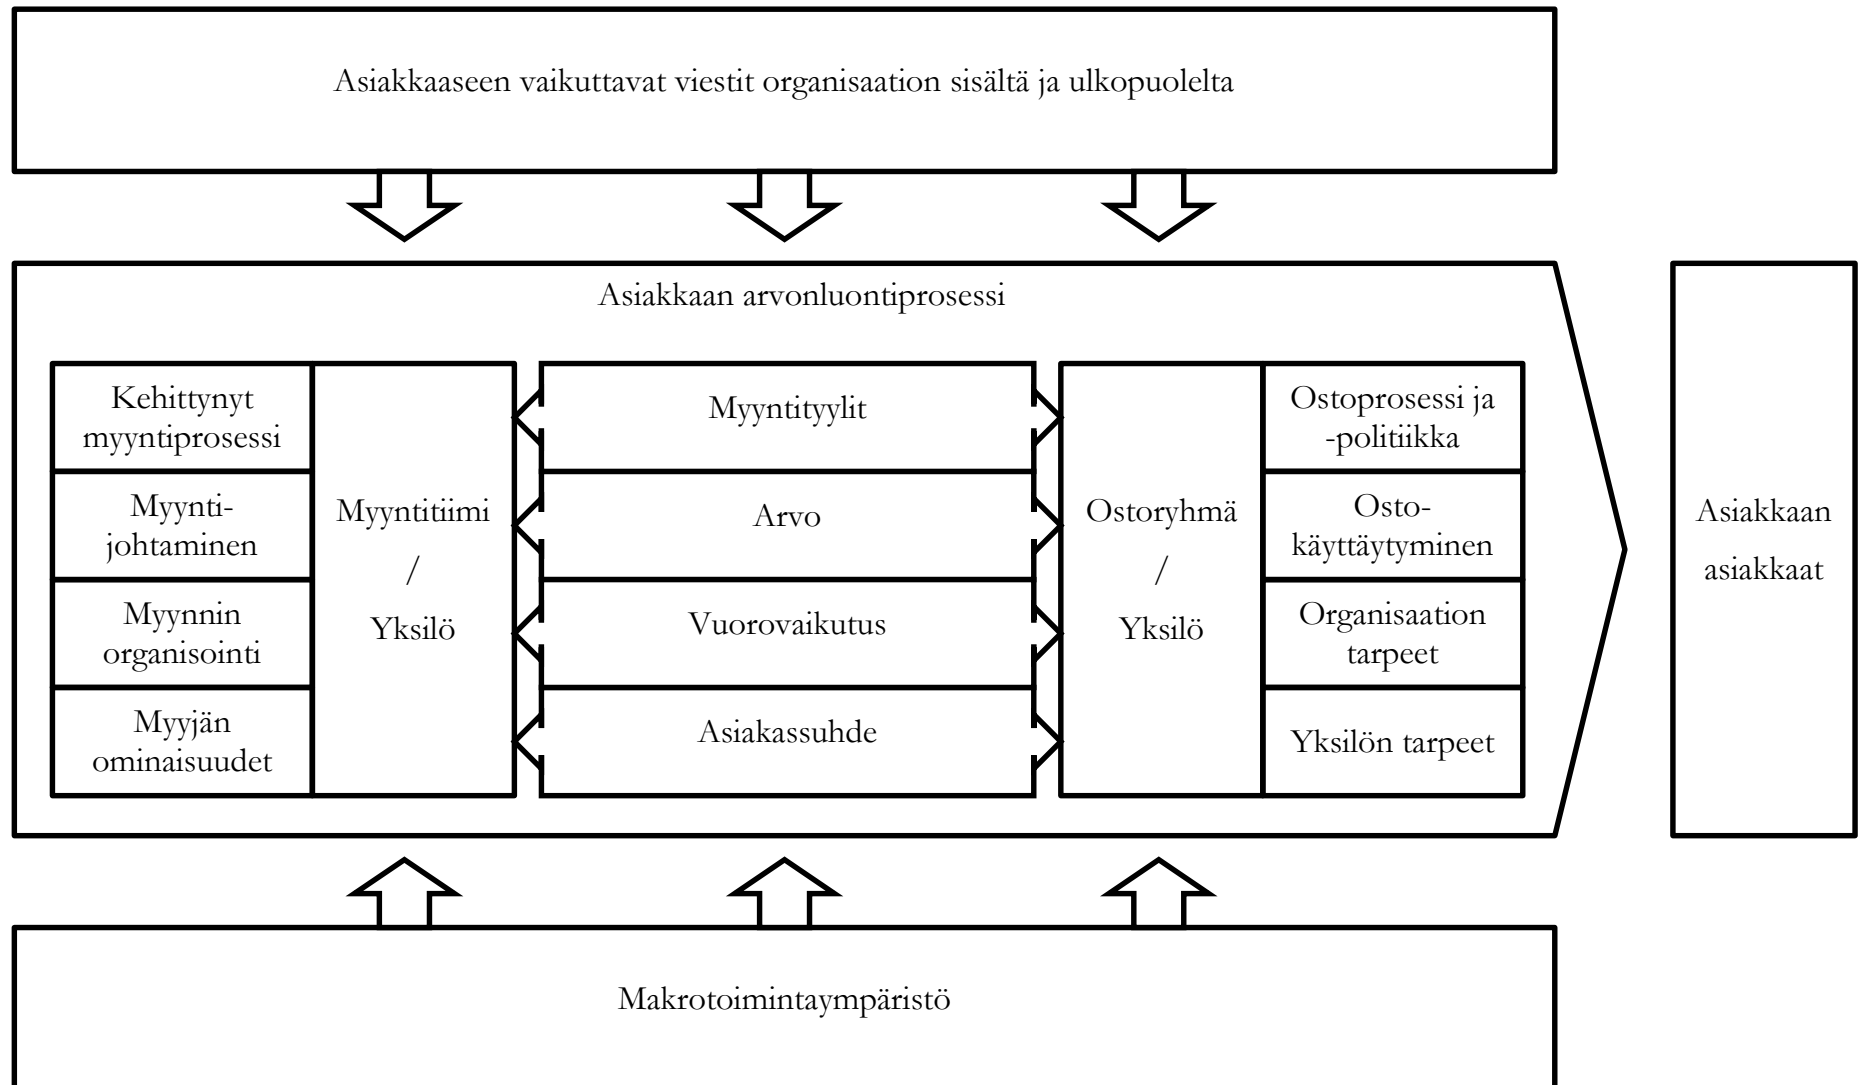 Asiakkaaseen vaikuttavat viestit organisaation sisältä ja ulkopuolelta
Asiakkaan arvonluontiprosessi
Kehittynyt
myyntiprosessi
Myynti-
johtaminen
Myynnin
organisointi
Myyjän
ominaisuudet
Myyntitiimi
/
Yksilö
Myyntityylit
Arvo
Vuorovaikutus
Asiakassuhde
Ostoryhmä
/
Yksilö
Ostoprosessi ja
-politiikka
Osto-
käyttäytyminen
Organisaation
tarpeet
Yksilön tarpeet
Asiakkaan
asiakkaat
Makrotoimintaympäristö